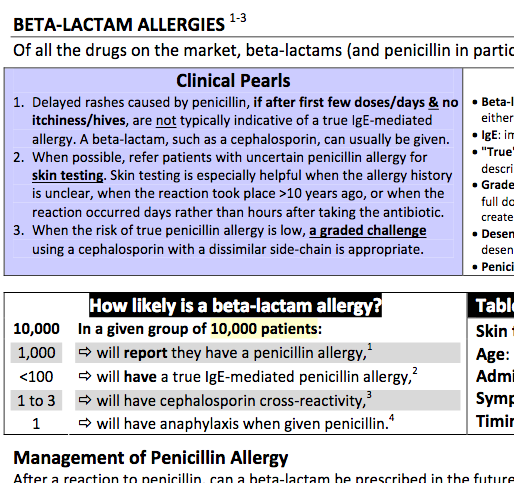 BETA-LACTAM ALLERGIES 1-3
Of all the drugs on the market, beta-lactams (and penicillin in partic
Clinical Pearls
1. Delayed rashes caused by penicillin, if after first few doses/days & no
itchiness/hives, are not typically indicative of a true IgE-mediated
allergy. A beta-lactam, such as a cephalosporin, can usually be given.
2. When possible, refer patients with uncertain penicillin allergy for
skin testing. Skin testing is especially helpful when the allergy history
is unclear, when the reaction took place >10 years ago, or when the
reaction occurred days rather than hours after taking the antibiotic.
3. When the risk of true penicillin allergy is low, a graded challenge
using a cephalosporin with a dissimilar side-chain is appropriate.
• Beta-l
either
• IgE: im
• "True"
descri
• Grade
full do
create
• Desen
desen
• Penici
How likely is a beta-lactam allergy?
10,000 In a given group of 10,000 patients:
1,000 ⇨ will report they have a penicillin allergy,1
<100 ⇨ will have a true IgE-mediated penicillin allergy,2
1 to 3 ⇨ will have cephalosporin cross-reactivity,3
1 ⇨ will have anaphylaxis when given penicillin.4
Table
Skin t
Age:
Admi
Symp
Timin
Management of Penicillin Allergy
After a reaction to penicillin, can a beta-lactam be prescribed in the future